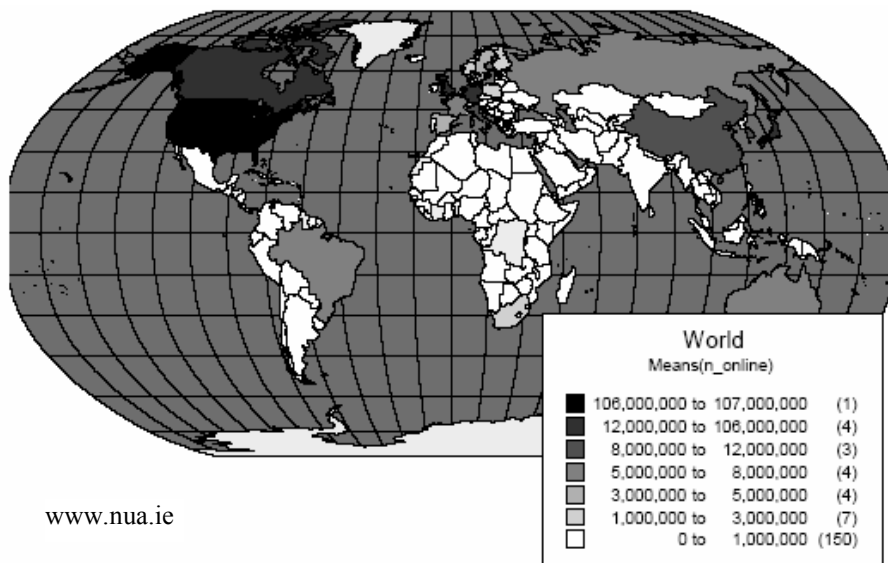 World
Means(n_online)
106,000,000 to 107,000,000 (1)
12,000,000 to 106,000,000 (4)
8,000,000 to 12,000,000 (3)
5,000,000 to 8,000,000 (4)
3,000,000 to 5,000,000 (4)
1,000,000 to 3,000,000 (7)
0 to 1,000,000 (150)
www.nua.ie